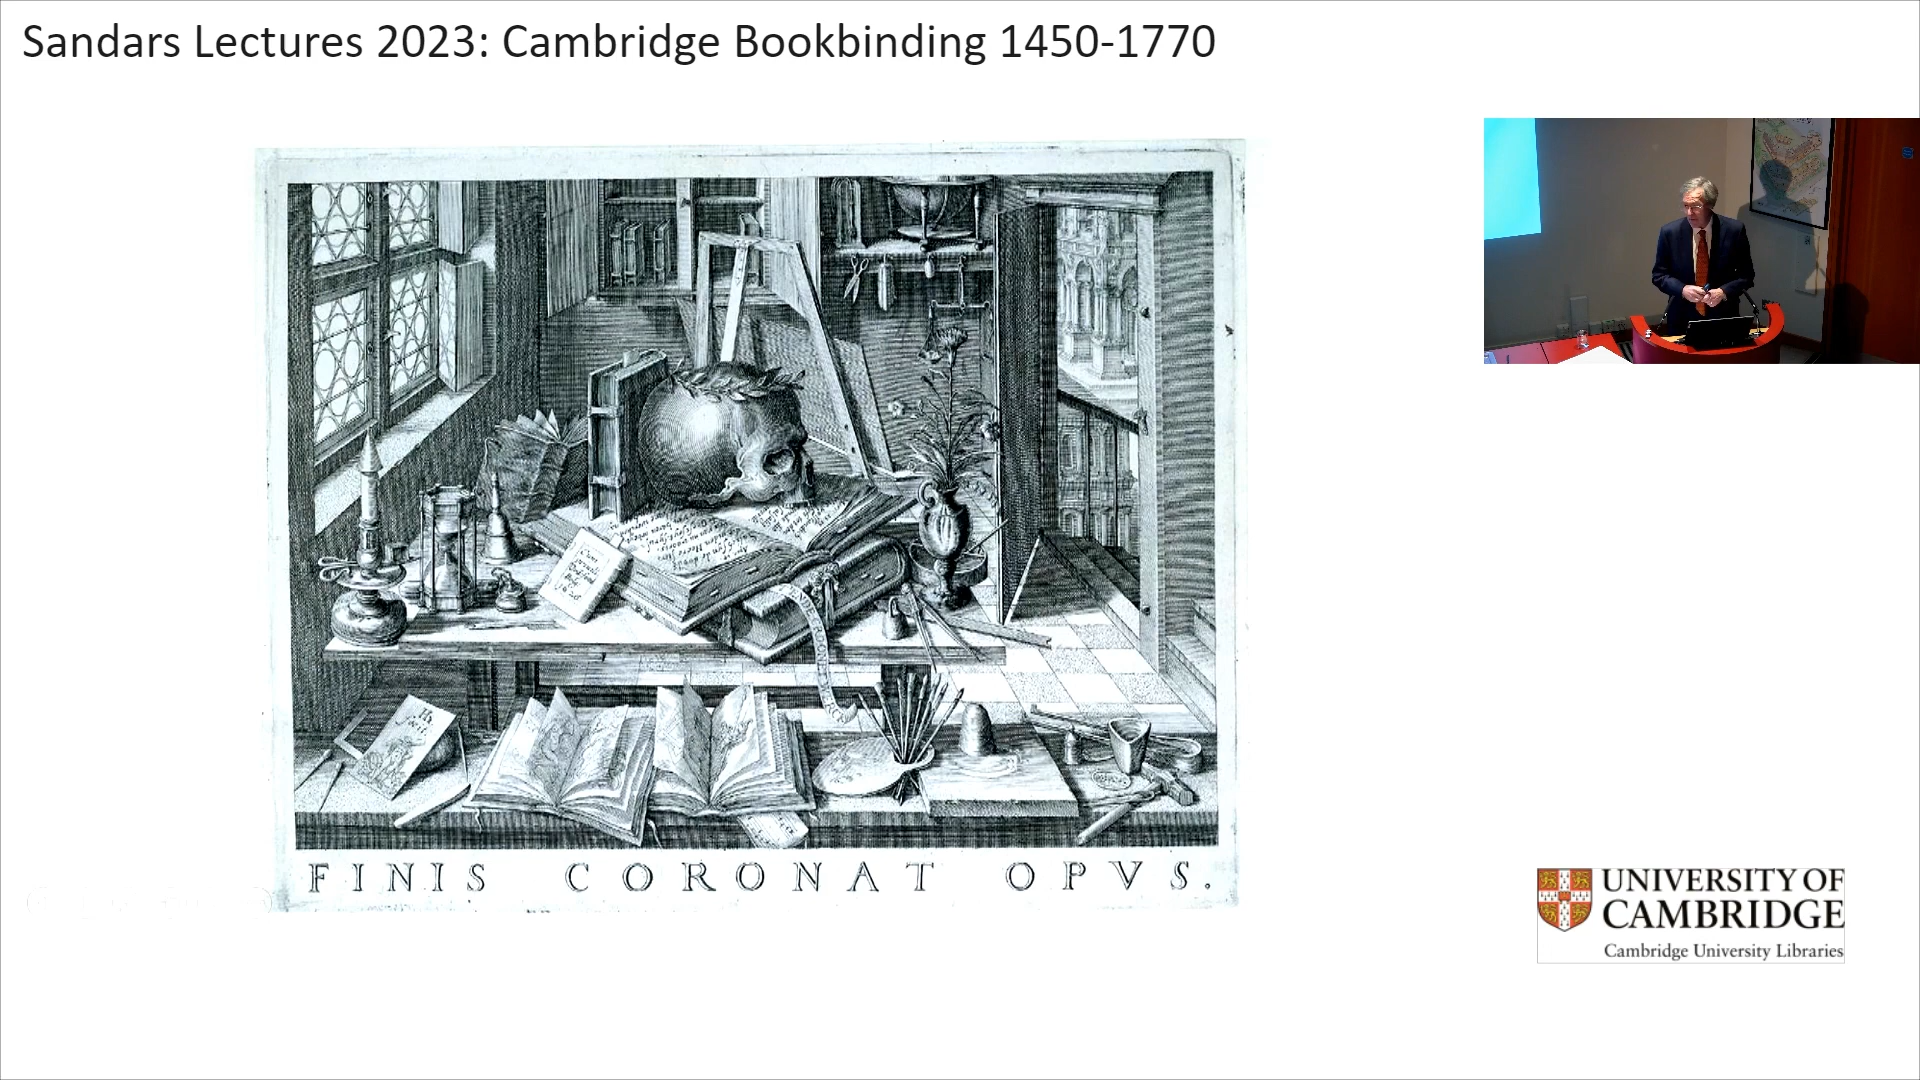 Sandars Lectures 2023: Cambridge Bookbinding 1450-1770
FINIS CORONAT OPVS.
UNIVERSITY OF
CAMBRIDGE
Cambridge University Libraries